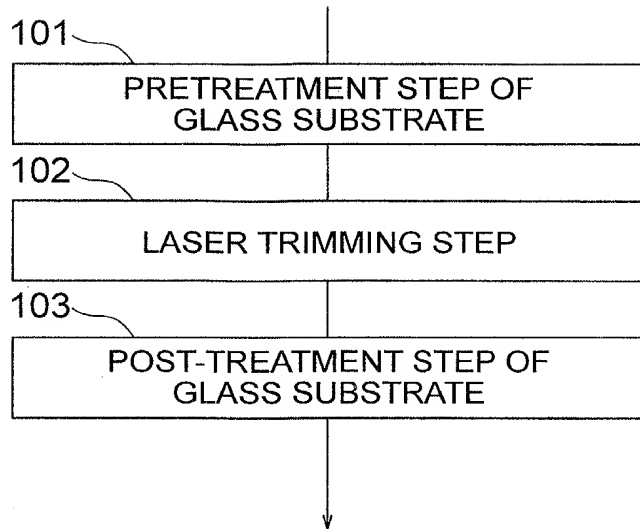 101
PRETREATMENT STEP OF
GLASS SUBSTRATE
102
LASER TRIMMING STEP
103
POST-TREATMENT STEP OF
GLASS SUBSTRATE